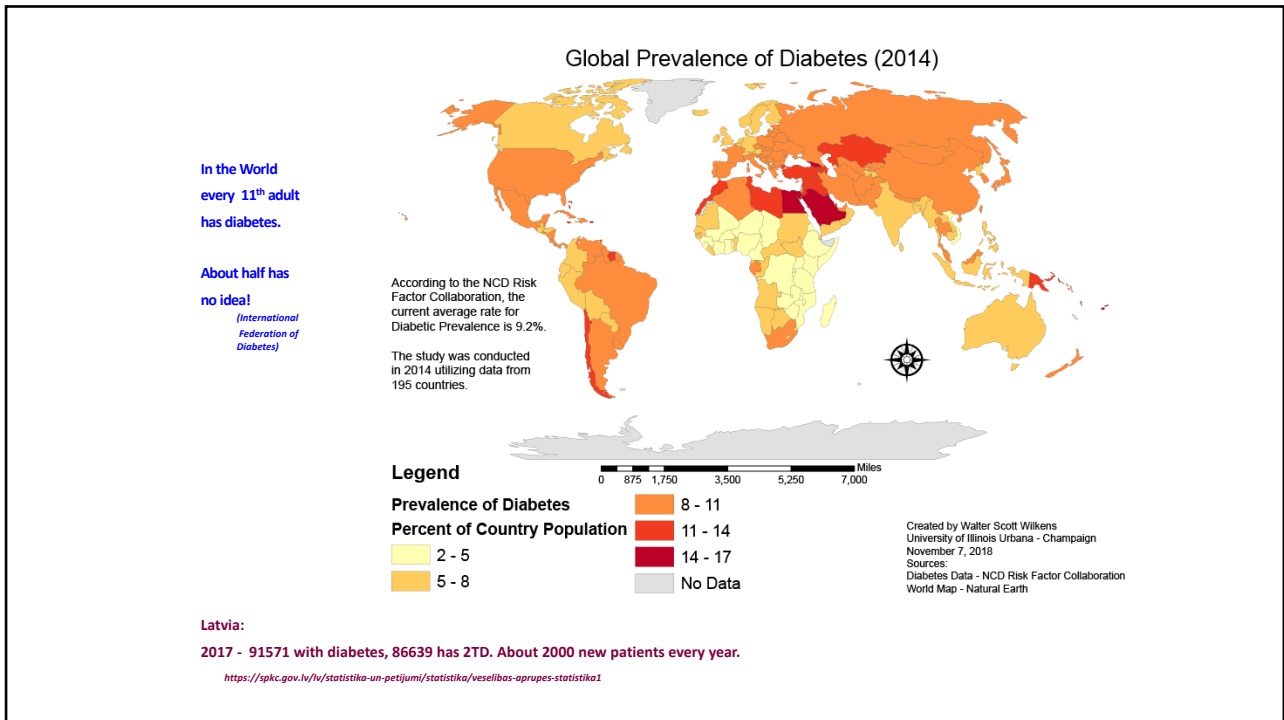 Global Prevalence of Diabetes (2014)
In the World
every 11th adult
has diabetes.
About half has
no idea!
(International
Federation of
Diabetes)
According to the NCD Risk
Factor Collaboration, the
current average rate for
Diabetic Prevalence is 9.2%.
The study was conducted
in 2014 utilizing data from
195 countries.
Legend
Miles
0 875 1,750 3,500 5,250 7,000
Prevalence of Diabetes
Percent of Country Population
2 - 5
5 - 8
8 - 11
11 - 14
14 - 17
No Data
Created by Walter Scott Wilkens
University of Illinois Urbana - Champaign
November 7, 2018
Sources:
Diabetes Data - NCD Risk Factor Collaboration
World Map - Natural Earth
Latvia:
2017 - 91571 with diabetes, 86639 has 2TD. About 2000 new patients every year.
https://spkc.gov.lv/lv/statistika-un-petijumi/statistika/veselibas-aprupes-statistika1